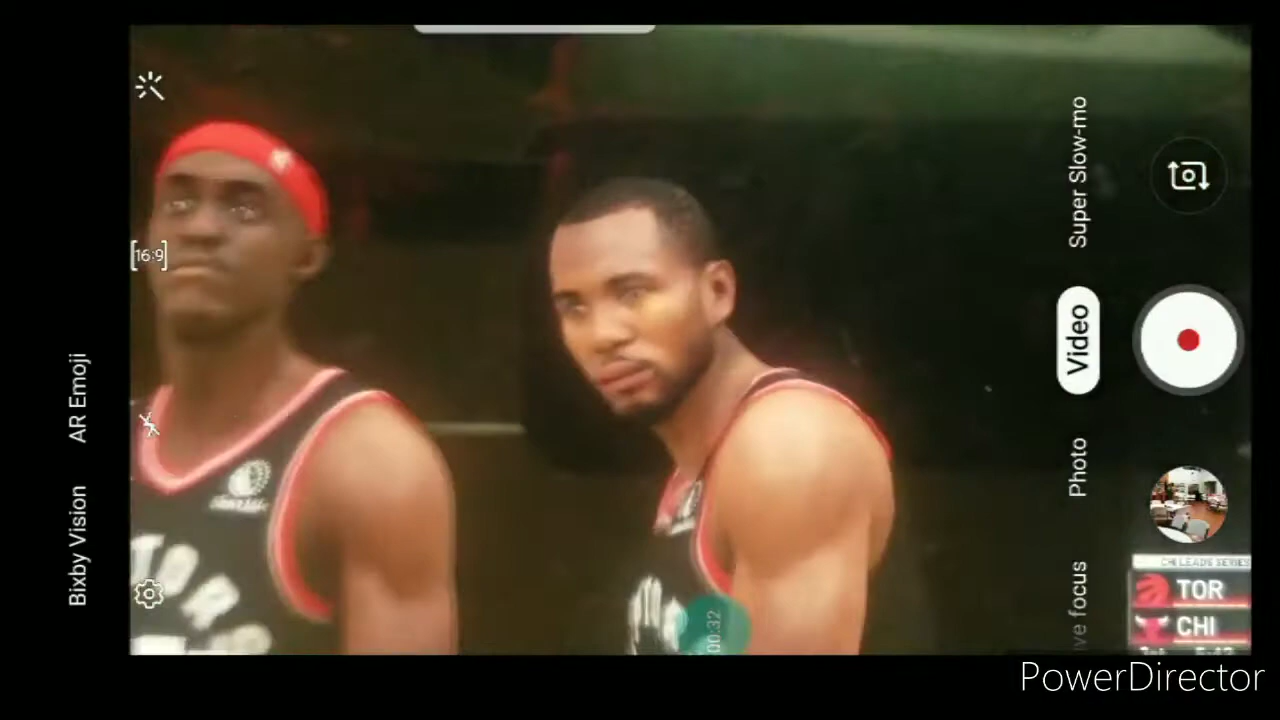 [16:9]
AR Emoji
Bixby Vision
Super Slow-mo
Video
Photo
ve focus
00:32
TOR
CHI LEADS SERIES
TOR
CHI
PowerDirector